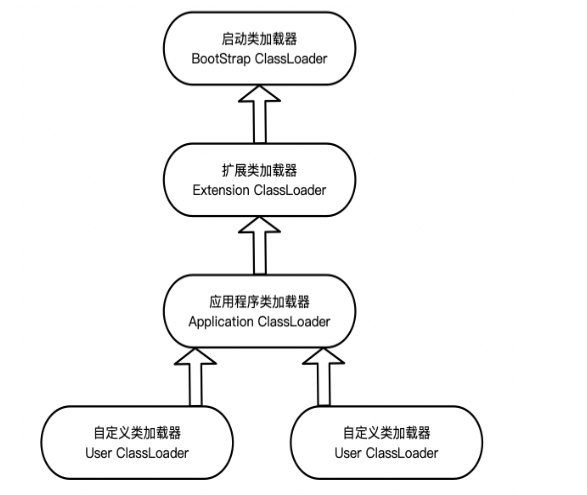 启动类加载器
BootStrap ClassLoader
扩展类加载器
Extension ClassLoader
应用程序类加载器
Application ClassLoader
自定义类加载器
User ClassLoader
自定义类加载器
User ClassLoader